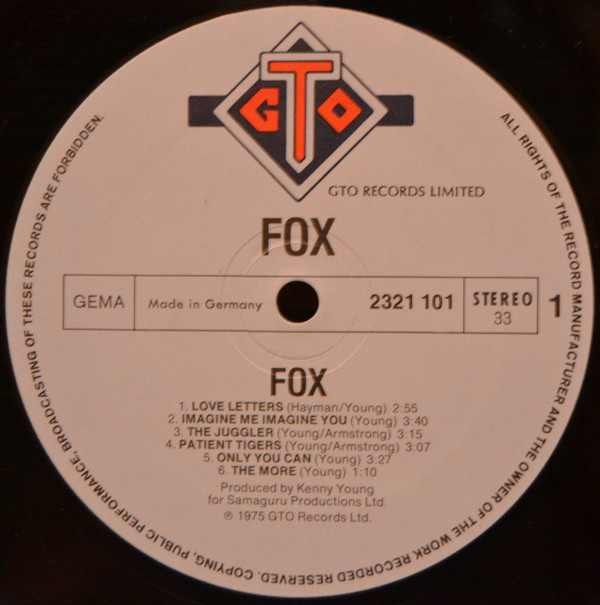 GTO
GTO RECORDS LIMITED
FOX
GEMA
Made in Germany
2321 101
STEREO
33
1
FOX
1. LOVE LETTERS (Hayman/Young) 2:55
2. IMAGINE ME IMAGINE YOU (Young) 3:40
3. THE JUGGLER (Young/Armstrong) 3:15
4. PATIENT TIGERS (Young/Armstrong) 3:07
5. ONLY YOU CAN (Young) 3:27
6. THE MORE (Young) 1:10
Produced by Kenny Young
for Samaguru Productions Ltd.
℗ 1975 GTO Records Ltd.
ALL RIGHTS OF THE RECORD MANUFACTURER AND THE OWNER OF THE WORK RECORDED RESERVED. COPYING, PUBLIC PERFORMANCE, BROADCASTING OF THESE RECORDS ARE FORBIDDEN.